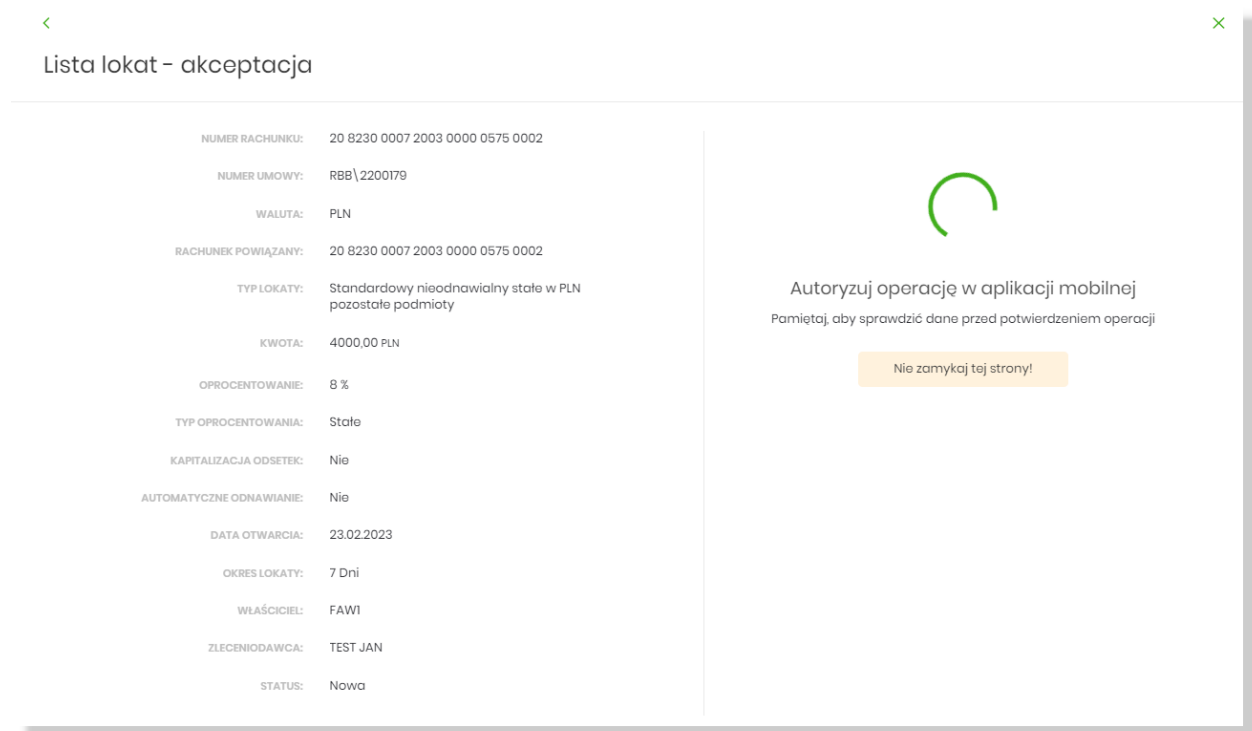 Lista lokat - akceptacja
NUMER RACHUNKU: 20 8230 0007 2003 0000 0575 0002
NUMER UMOWY: RBB\2200179
WALUTA: PLN
RACHUNEK POWIĄZANY: 20 8230 0007 2003 0000 0575 0002
TYP LOKATY: Standardowy nieodnawialny stałe w PLN
pozostałe podmioty
KWOTA: 4000,00 PLN
OPROCENTOWANIE: 8 %
TYP OPROCENTOWANIA: Stałe
KAPITALIZACJA ODSETEK: Nie
AUTOMATYCZNE ODNAWIANIE: Nie
DATA OTWARCIA: 23.02.2023
OKRES LOKATY: 7 Dni
WŁAŚCICIEL: FAW1
ZLECENIODAWCA: TEST JAN
STATUS: Nowa
Autoryzuj operację w aplikacji mobilnej
Pamiętaj, aby sprawdzić dane przed potwierdzeniem operacji
Nie zamykaj tej strony!